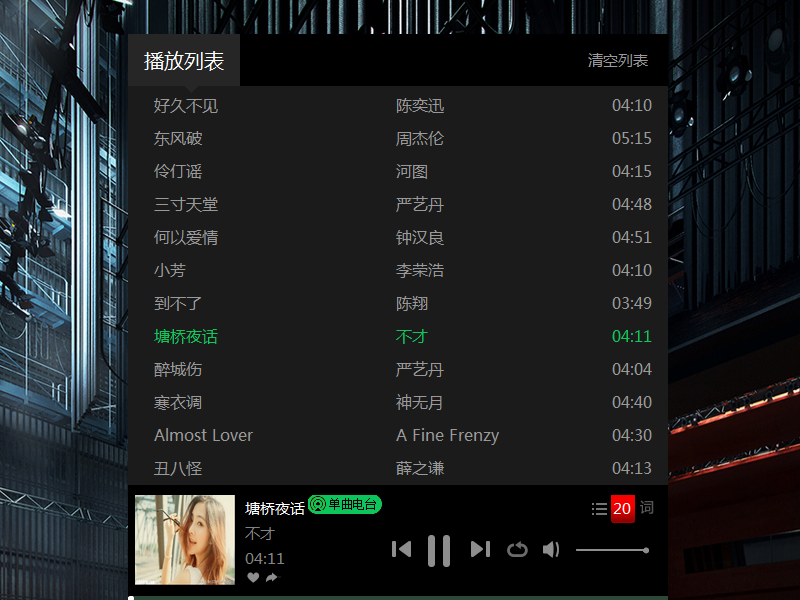 播放列表 清空列表
好久不见 陈奕迅 04:10
东风破 周杰伦 05:15
伶仃谣 河图 04:15
三寸天堂 严艺丹 04:48
何以爱情 钟汉良 04:51
小芳 李荣浩 04:10
到不了 陈翔 03:49
塘桥夜话 不才 04:11
醉城伤 严艺丹 04:04
寒衣调 神无月 04:40
Almost Lover A Fine Frenzy 04:30
丑八怪 薛之谦 04:13
塘桥夜话 单曲电台 20 词
不才
04:11